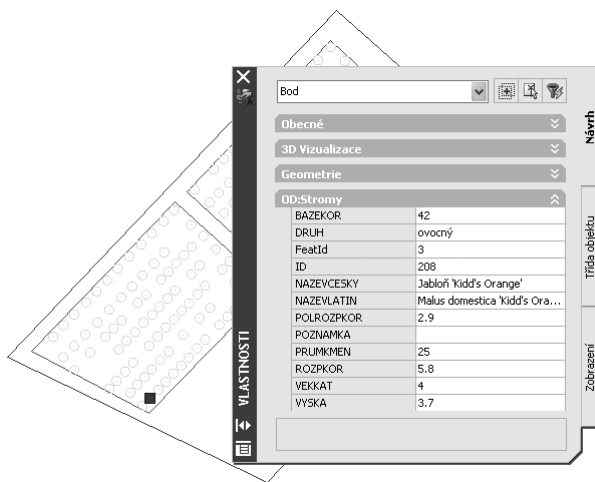 Bod
Obecné
3D Vizualizace
Geometrie
OD:Stromy
BAZEKOR 42
DRUH ovocný
FeatId 3
ID 208
NAZEVCESKY Jabloň 'Kidd's Orange'
NAZEVLATIN Malus domestica 'Kidd's Ora...
POLROZPKOR 2.9
POZNAMKA
PRUMKMEN 25
ROZPKOR 5.8
VEKKAT 4
VYSKA 3.7
VLASTNOSTI
Návrh
Třída objektu
Zobrazení